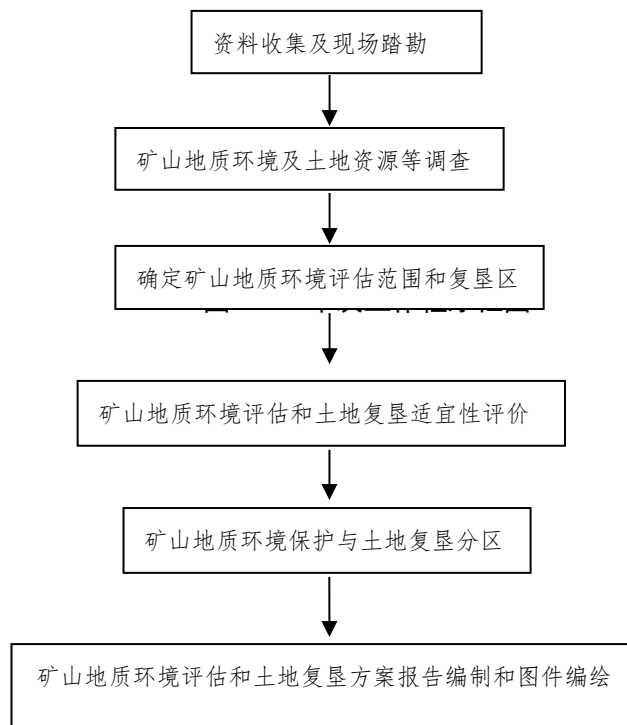 资料收集及现场踏勘
矿山地质环境及土地资源等调查
确定矿山地质环境评估范围和复垦区
矿山地质环境评估和土地复垦适宜性评价
矿山地质环境保护与土地复垦分区
矿山地质环境评估和土地复垦方案报告编制和图件编绘